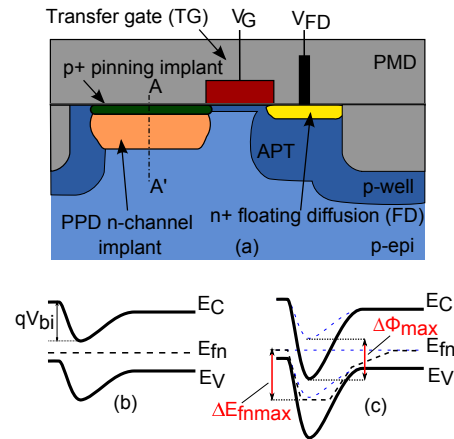 Transfer gate (TG)
V_G
V_FD
p+ pinning implant
A
PMD
APT
A'
p-well
PPD n-channel
implant
n+ floating diffusion (FD)
(a)
p-epi
qV_bi
E_C
E_fn
E_V
(b)
E_C
ΔΦ_max
E_fn
E_V
ΔE_fnmax
(c)